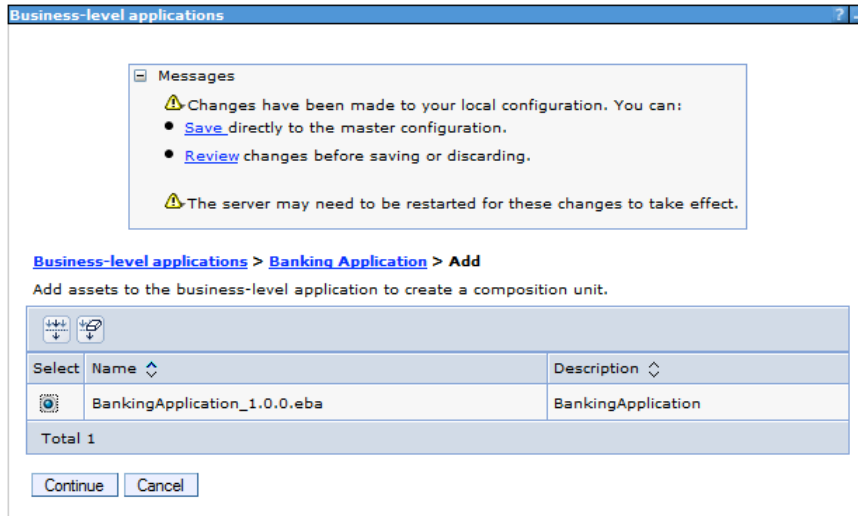 Business-level applications ? -
Messages
Changes have been made to your local configuration. You can:
Save directly to the master configuration.
Review changes before saving or discarding.
The server may need to be restarted for these changes to take effect.
Business-level applications > Banking Application > Add
Add assets to the business-level application to create a composition unit.
Select Name Description
BankingApplication_1.0.0.eba BankingApplication
Total 1
Continue Cancel